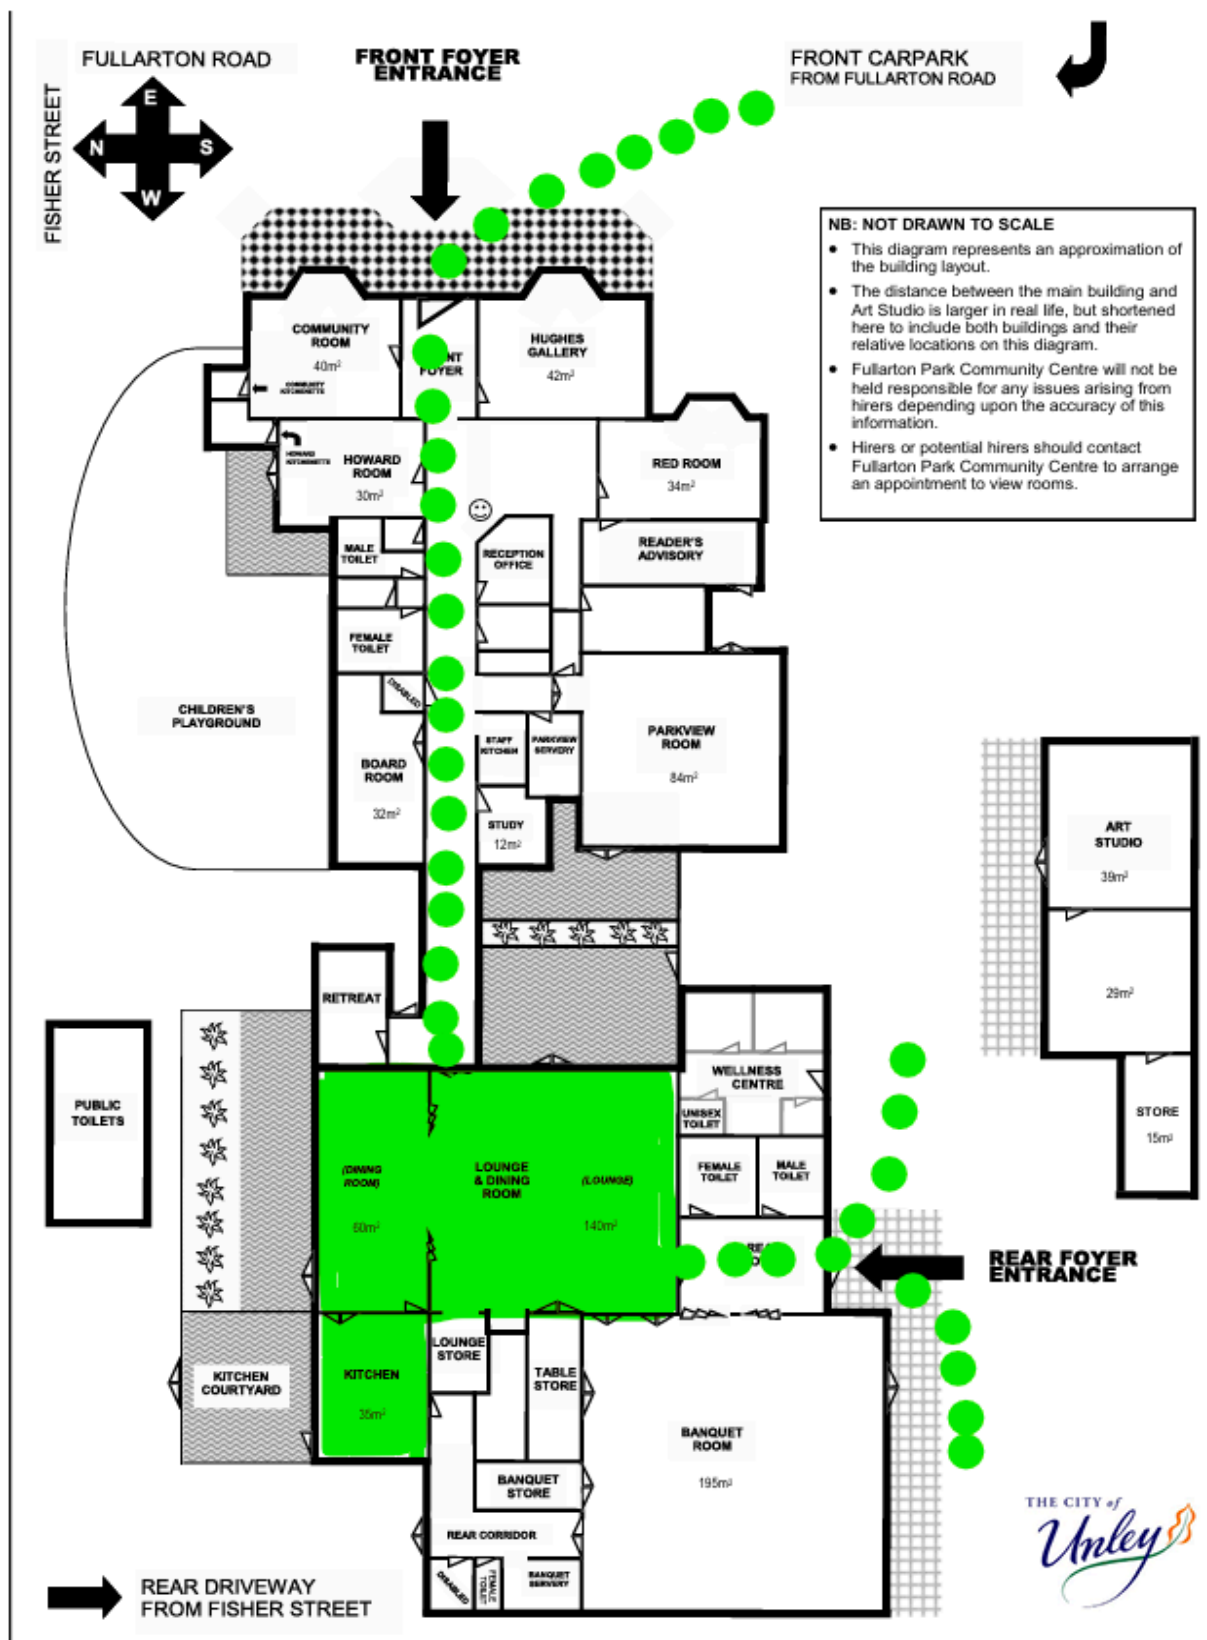 FULLARTON ROAD
FISHER STREET
E
N
S
W
FRONT FOYER
ENTRANCE
FRONT CARPARK
FROM FULLARTON ROAD
NB: NOT DRAWN TO SCALE
• This diagram represents an approximation of
the building layout.
• The distance between the main building and
Art Studio is larger in real life, but shortened
here to include both buildings and their
relative locations on this diagram.
• Fullarton Park Community Centre will not be
held responsible for any issues arising from
hirers depending upon the accuracy of this
information.
• Hirers or potential hirers should contact
Fullarton Park Community Centre to arrange
an appointment to view rooms.
COMMUNITY
ROOM
40m²
COMMUNITY
KITCHENETTE
FOYER
HUGHES
GALLERY
42m²
HOWARD
KITCHENETTE
HOWARD
ROOM
30m²
RED ROOM
34m²
MALE
TOILET
RECEPTION
OFFICE
READER'S
ADVISORY
FEMALE
TOILET
DISABLED
CHILDREN'S
PLAYGROUND
BOARD
ROOM
32m²
STAFF
KITCHEN
PARKVIEW
SERVERY
PARKVIEW
ROOM
84m²
STUDY
12m²
ART
STUDIO
39m²
29m²
STORE
15m²
RETREAT
PUBLIC
TOILETS
WELLNESS
CENTRE
UNISEX
TOILET
FEMALE
TOILET
MALE
TOILET
(DINING
ROOM)
60m²
LOUNGE
& DINING
ROOM
(LOUNGE)
140m²
REAR FOYER
ENTRANCE
KITCHEN
COURTYARD
KITCHEN
35m²
LOUNGE
STORE
TABLE
STORE
BANQUET
ROOM
195m²
BANQUET
STORE
REAR CORRIDOR
DISABLED
FEMALE
TOILET
BANQUET
SERVERY
REAR DRIVEWAY
FROM FISHER STREET
THE CITY of
Unley